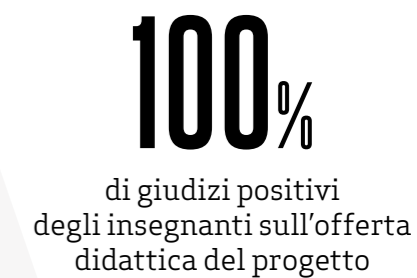 100%
di giudizi positivi
degli insegnanti sull'offerta
didattica del progetto